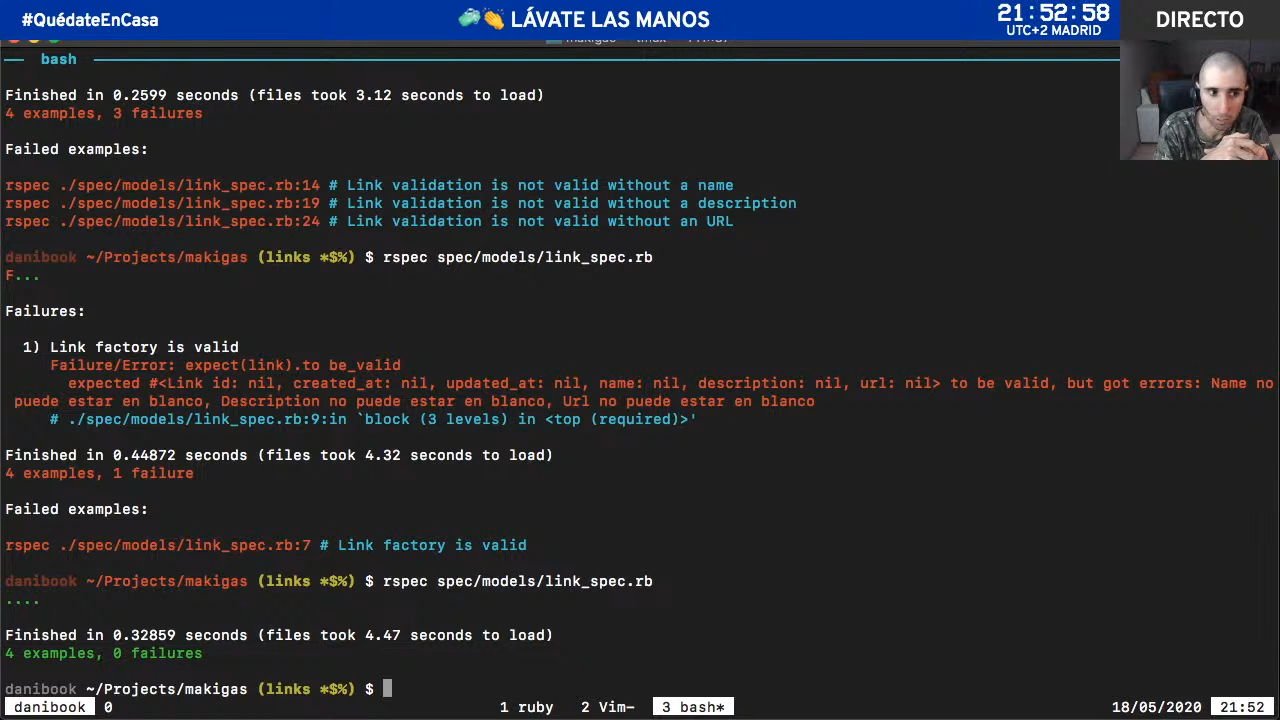 #QuédateEnCasa
🧼👏 LÁVATE LAS MANOS
21:52:58
UTC+2 MADRID
DIRECTO
bash
Finished in 0.2599 seconds (files took 3.12 seconds to load)
4 examples, 3 failures
Failed examples:
rspec ./spec/models/link_spec.rb:14 # Link validation is not valid without a name
rspec ./spec/models/link_spec.rb:19 # Link validation is not valid without a description
rspec ./spec/models/link_spec.rb:24 # Link validation is not valid without an URL
danibook ~/Projects/makigas (links *$%) $ rspec spec/models/link_spec.rb
F...
Failures:
1) Link factory is valid
Failure/Error: expect(link).to be_valid
expected #<Link id: nil, created_at: nil, updated_at: nil, name: nil, description: nil, url: nil> to be valid, but got errors: Name no
puede estar en blanco, Description no puede estar en blanco, Url no puede estar en blanco
# ./spec/models/link_spec.rb:9:in `block (3 levels) in <top (required)>'
Finished in 0.44872 seconds (files took 4.32 seconds to load)
4 examples, 1 failure
Failed examples:
rspec ./spec/models/link_spec.rb:7 # Link factory is valid
danibook ~/Projects/makigas (links *$%) $ rspec spec/models/link_spec.rb
....
Finished in 0.32859 seconds (files took 4.47 seconds to load)
4 examples, 0 failures
danibook ~/Projects/makigas (links *$%) $
danibook 0 1 ruby 2 Vim- 3 bash* 18/05/2020 21:52